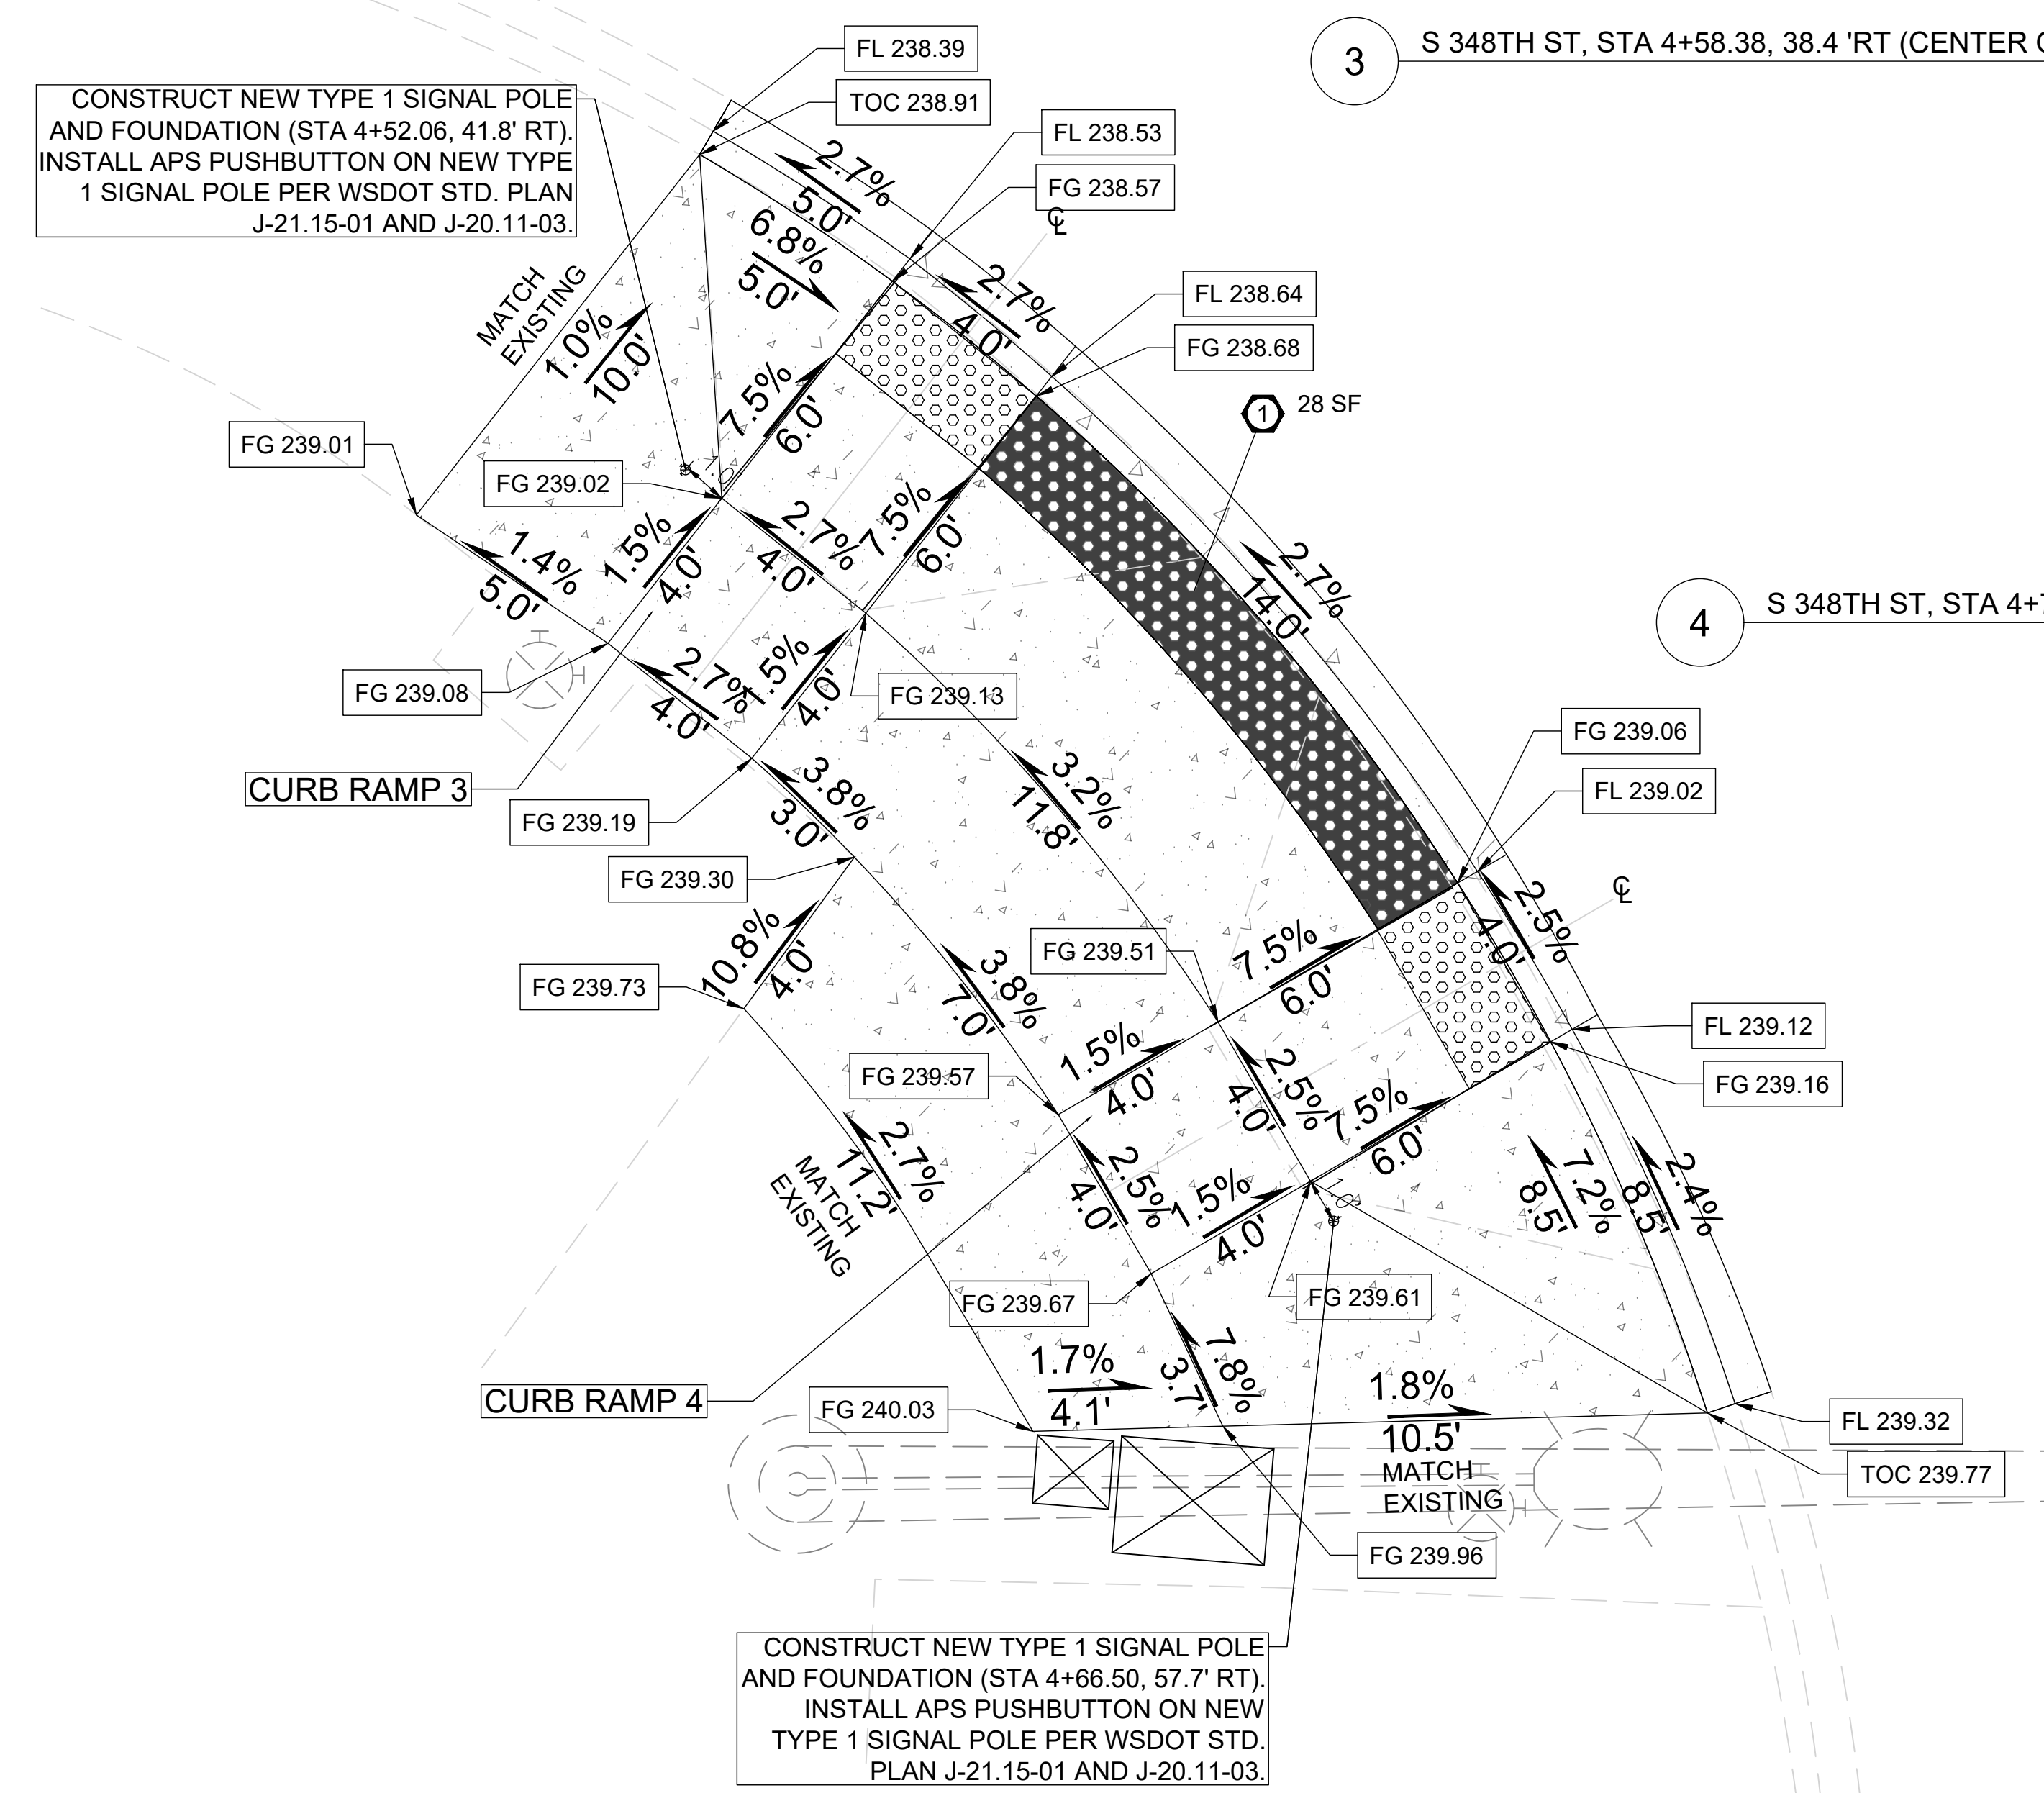 FL 238.39
3
S 348TH ST, STA 4+58.38, 38.4 'RT (CENTER
CONSTRUCT NEW TYPE 1 SIGNAL POLE
AND FOUNDATION (STA 4+52.06, 41.8' RT).
INSTALL APS PUSHBUTTON ON NEW TYPE
1 SIGNAL POLE PER WSDOT STD. PLAN
J-21.15-01 AND J-20.11-03.
TOC 238.91
FL 238.53
FG 238.57
℄
2.7%
5.0'
6.8%
5.0'
2.7%
4.0'
FL 238.64
FG 238.68
MATCH
EXISTING
1.0%
10.0'
7.5%
6.0'
1
28 SF
FG 239.01
FG 239.02
1.0'
7.5%
6.0'
2.7%
4.0'
1.4%
5.0'
1.5%
4.0'
2.7%
14.0'
4
S 348TH ST, STA 4+
FG 239.08
2.7%
4.0'
.5%
4.0'
FG 239.13
FG 239.06
FL 239.02
CURB RAMP 3
FG 239.19
3.8%
3.0'
3.2%
11.8'
FG 239.30
℄
2.5%
4.0'
10.8%
4.0'
FG 239.73
FG 239.51
7.5%
6.0'
3.8%
7.0'
FL 239.12
FG 239.16
FG 239.57
1.5%
4.0'
2.5%
4.0'
7.5%
6.0'
2.7%
11.2'
MATCH
EXISTING
2.5%
4.0'
1.5%
4.0'
1.0'
7.2%
8.5'
2.4%
8.5'
FG 239.67
FG 239.61
7.8%
3.7'
1.7%
4.1'
1.8%
10.5'
MATCH
EXISTING
CURB RAMP 4
FG 240.03
FL 239.32
TOC 239.77
FG 239.96
CONSTRUCT NEW TYPE 1 SIGNAL POLE
AND FOUNDATION (STA 4+66.50, 57.7' RT).
INSTALL APS PUSHBUTTON ON NEW
TYPE 1 SIGNAL POLE PER WSDOT STD.
PLAN J-21.15-01 AND J-20.11-03.